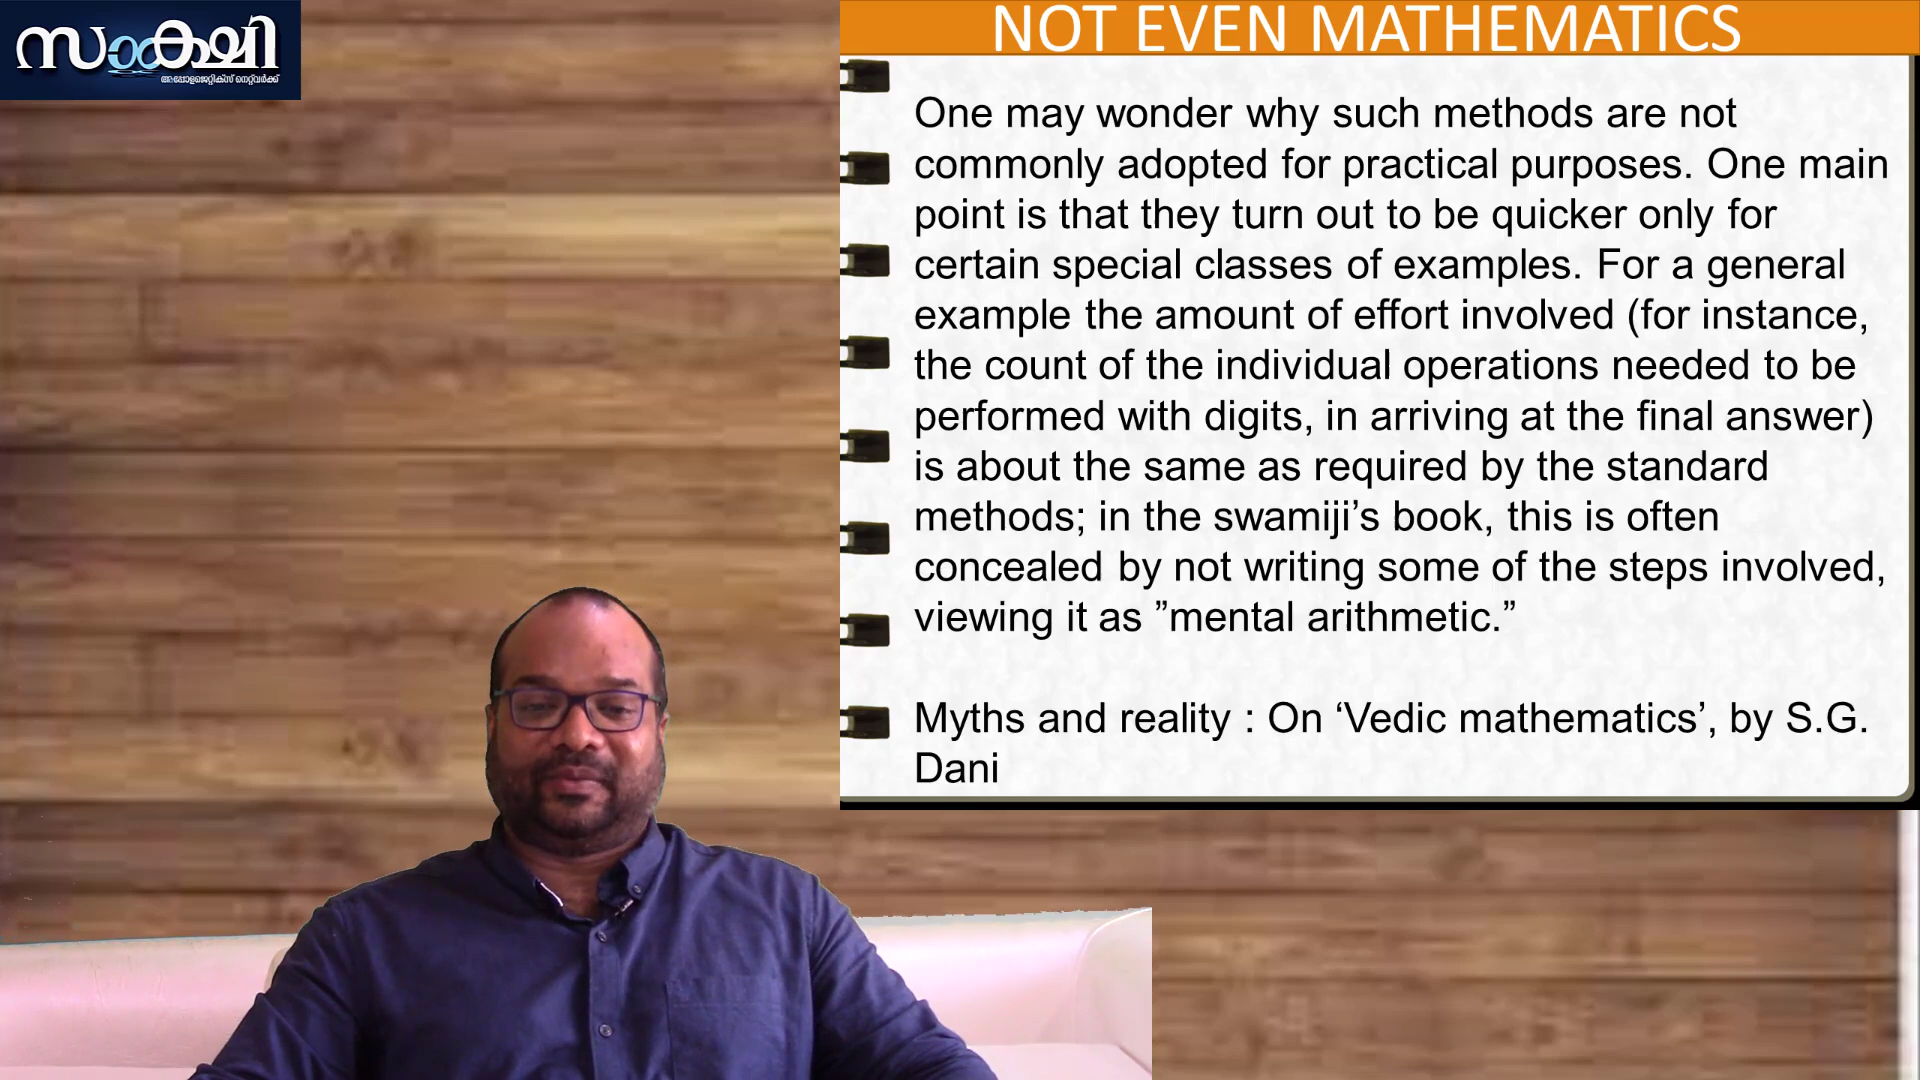 സാക്ഷി
അപ്പോളജെറ്റിക്സ് നെറ്റ്‌വർക്ക്
NOT EVEN MATHEMATICS
One may wonder why such methods are not
commonly adopted for practical purposes. One main
point is that they turn out to be quicker only for
certain special classes of examples. For a general
example the amount of effort involved (for instance,
the count of the individual operations needed to be
performed with digits, in arriving at the final answer)
is about the same as required by the standard
methods; in the swamiji’s book, this is often
concealed by not writing some of the steps involved,
viewing it as ”mental arithmetic.”
Myths and reality : On ‘Vedic mathematics’, by S.G.
Dani